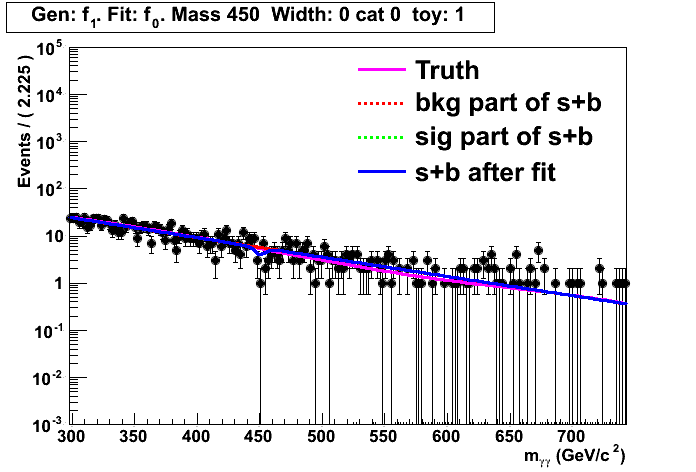 Gen: f₁. Fit: f₀. Mass 450 Width: 0 cat 0 toy: 1
Events / ( 2.225 )
10⁵
10⁴
10³
10²
10
1
10⁻¹
10⁻²
10⁻³
Truth
bkg part of s+b
sig part of s+b
s+b after fit
300 350 400 450 500 550 600 650 700
mγγ (GeV/c²)